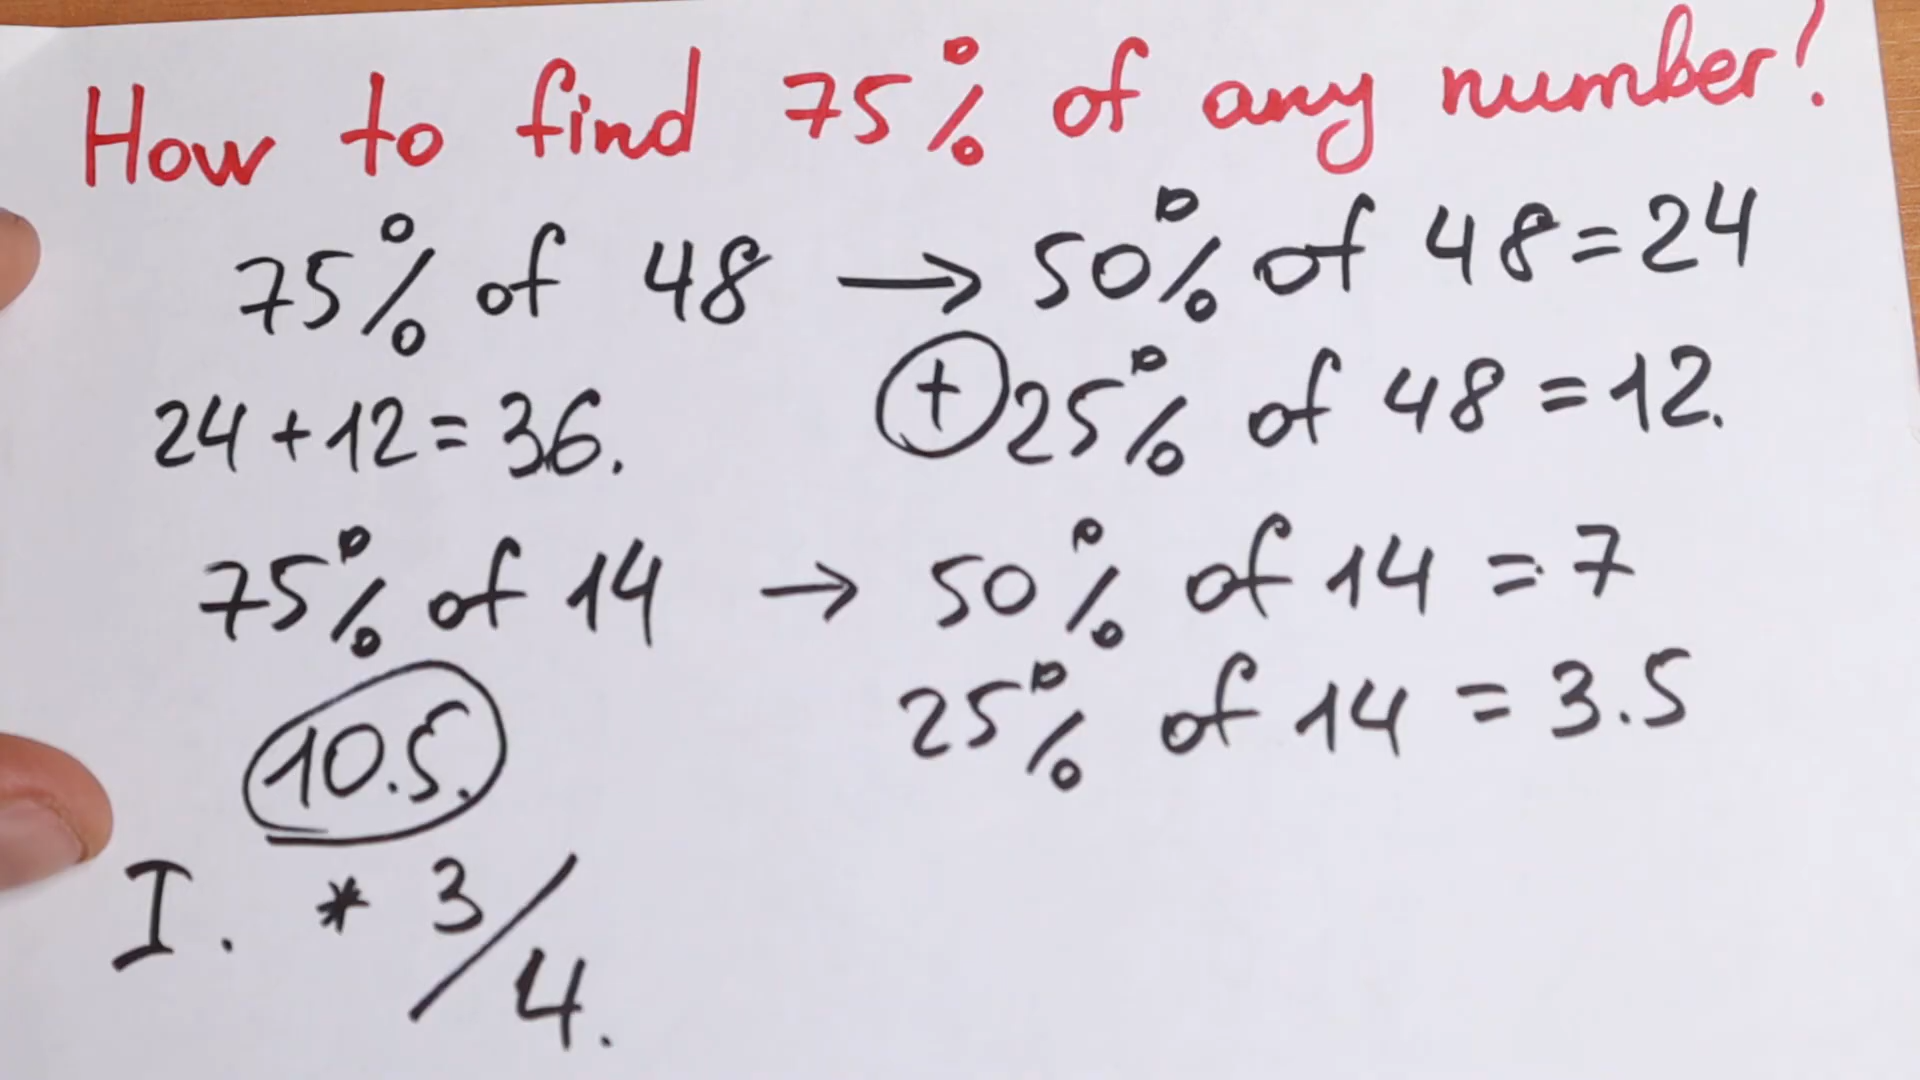 How to find 75% of any number?
75% of 48 → 50% of 48 = 24
24 + 12 = 36. + 25% of 48 = 12.
75% of 14 → 50% of 14 = 7
25% of 14 = 3.5
10.5.
I. * 3/4.